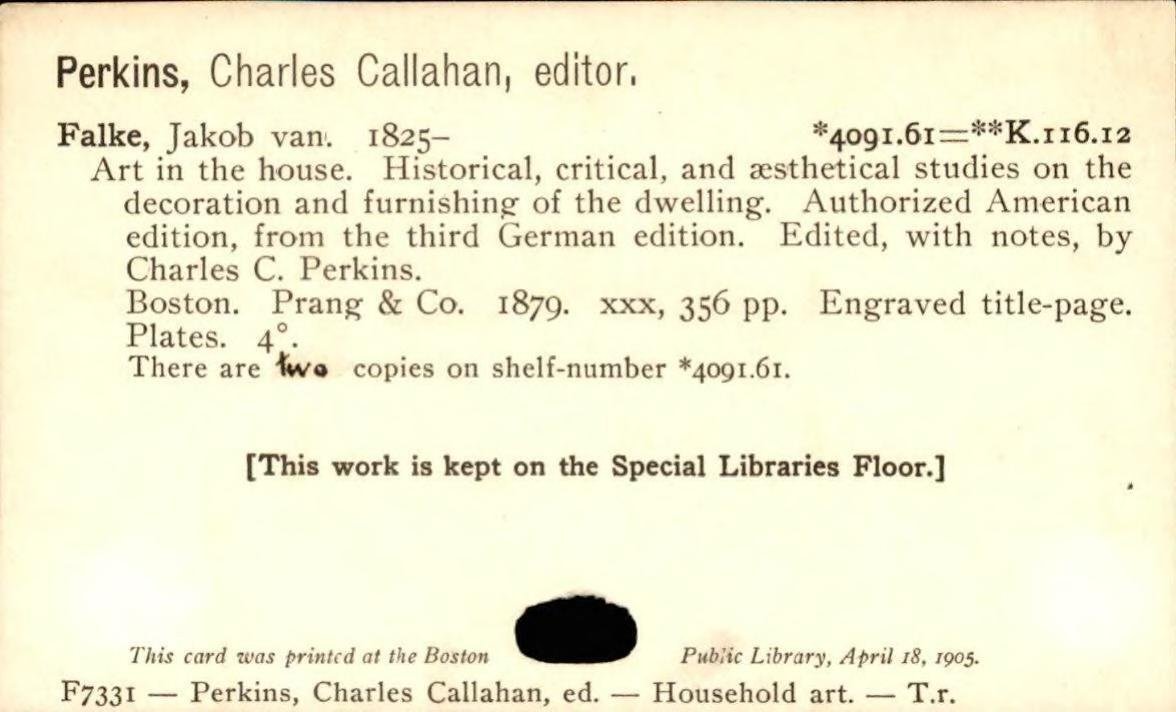 Perkins, Charles Callahan, editor.
Falke, Jakob van. 1825– *4091.61=**K.116.12
Art in the house. Historical, critical, and æsthetical studies on the
decoration and furnishing of the dwelling. Authorized American
edition, from the third German edition. Edited, with notes, by
Charles C. Perkins.
Boston. Prang & Co. 1879. xxx, 356 pp. Engraved title-page.
Plates. 4°.
There are two copies on shelf-number *4091.61.
[This work is kept on the Special Libraries Floor.]
This card was printed at the Boston Public Library, April 18, 1905.
F7331 — Perkins, Charles Callahan, ed. — Household art. — T.r.